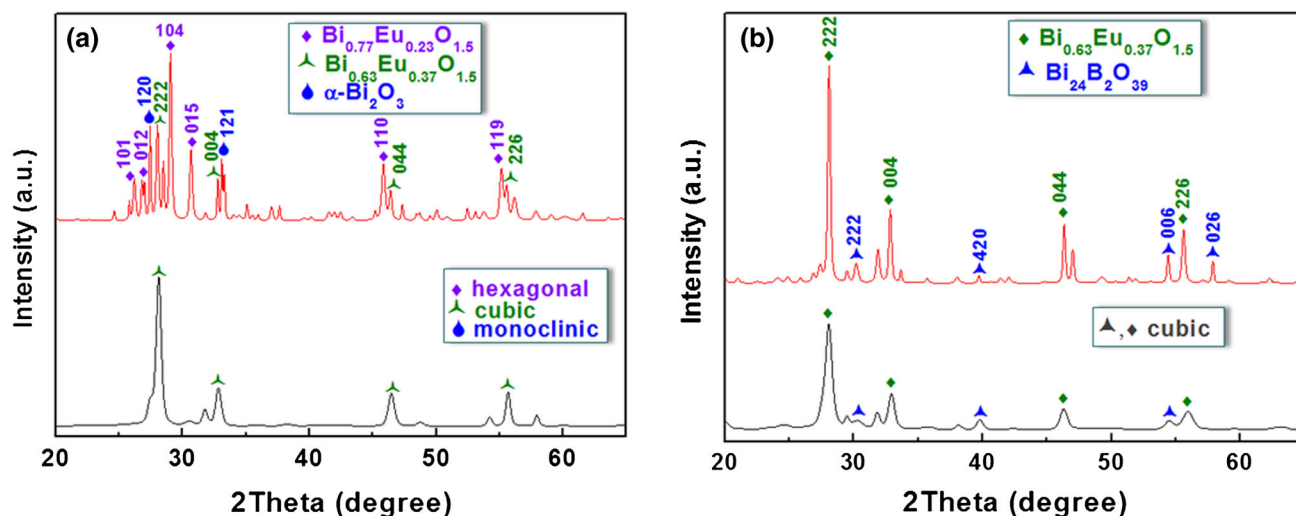 (a)
104
◆ Bi0.77Eu0.23O1.5
Bi0.63Eu0.37O1.5
α-Bi2O3
101
012
120
222
015
004
121
110
044
119
226
◆ hexagonal
cubic
monoclinic
Intensity (a.u.)
20 30 40 50 60
2Theta (degree)
(b)
222
◆ Bi0.63Eu0.37O1.5
Bi24B2O39
222
004
420
044
006
226
026
,◆ cubic
Intensity (a.u.)
20 30 40 50 60
2Theta (degree)